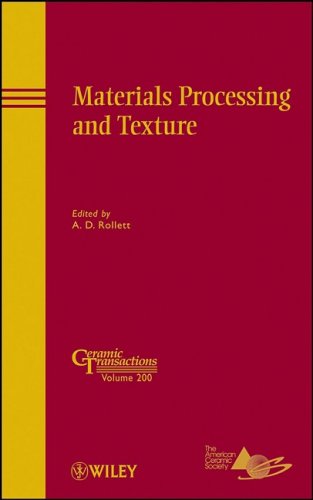 Materials Processing
and Texture
Edited by
A. D. Rollett
Ceramic
Transactions
Volume 200
The
American
Ceramic
Society
WILEY